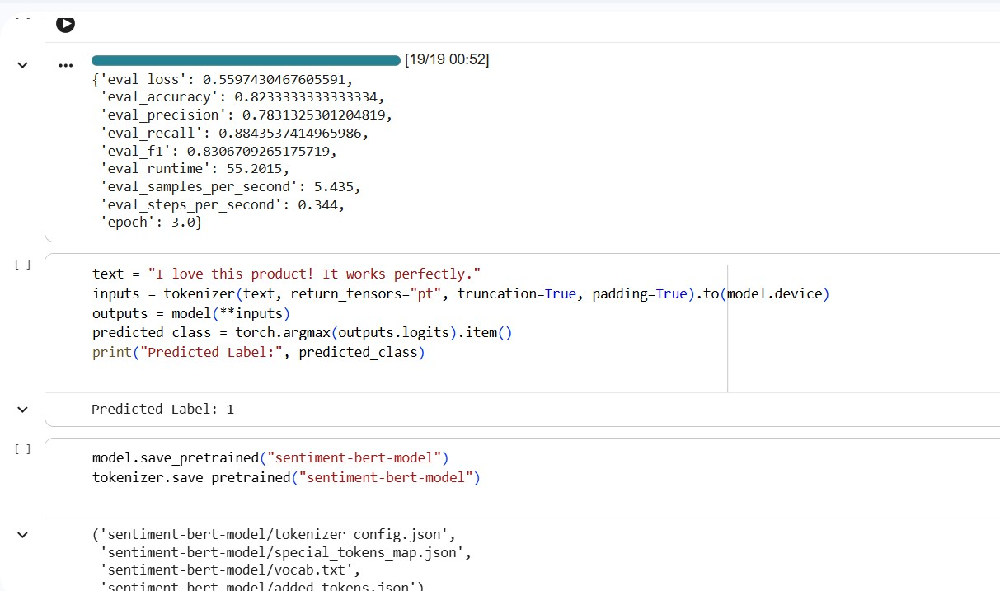 [ ]
[19/19 00:52]
{'eval_loss': 0.5597430467605591,
'eval_accuracy': 0.8233333333333334,
'eval_precision': 0.7831325301204819,
'eval_recall': 0.8843537414965986,
'eval_f1': 0.8306709265175719,
'eval_runtime': 55.2015,
'eval_samples_per_second': 5.435,
'eval_steps_per_second': 0.344,
'epoch': 3.0}
[ ]
text = "I love this product! It works perfectly."
inputs = tokenizer(text, return_tensors="pt", truncation=True, padding=True).to(model.device)
outputs = model(**inputs)
predicted_class = torch.argmax(outputs.logits).item()
print("Predicted Label:", predicted_class)
Predicted Label: 1
[ ]
model.save_pretrained("sentiment-bert-model")
tokenizer.save_pretrained("sentiment-bert-model")
('sentiment-bert-model/tokenizer_config.json',
'sentiment-bert-model/special_tokens_map.json',
'sentiment-bert-model/vocab.txt',
'sentiment-bert-model/added_tokens.json')